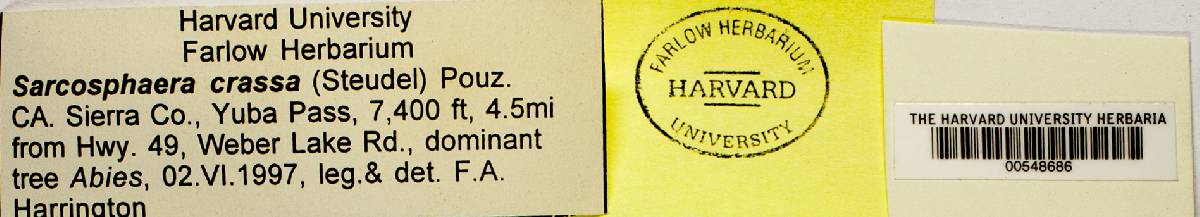 Harvard University
Farlow Herbarium
Sarcosphaera crassa (Steudel) Pouz.
CA. Sierra Co., Yuba Pass, 7,400 ft, 4.5mi
from Hwy. 49, Weber Lake Rd., dominant
tree Abies, 02.VI.1997, leg.& det. F.A.
Harrington
FARLOW HERBARIUM
HARVARD
UNIVERSITY
THE HARVARD UNIVERSITY HERBARIA
00548686